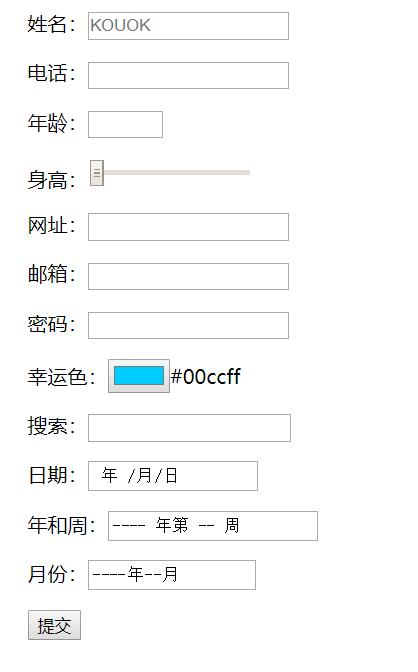 姓名：KOUOK
电话：
年龄：
身高：
网址：
邮箱：
密码：
幸运色：#00ccff
搜索：
日期： 年 /月/日
年和周：---- 年第 -- 周
月份：----年--月
提交